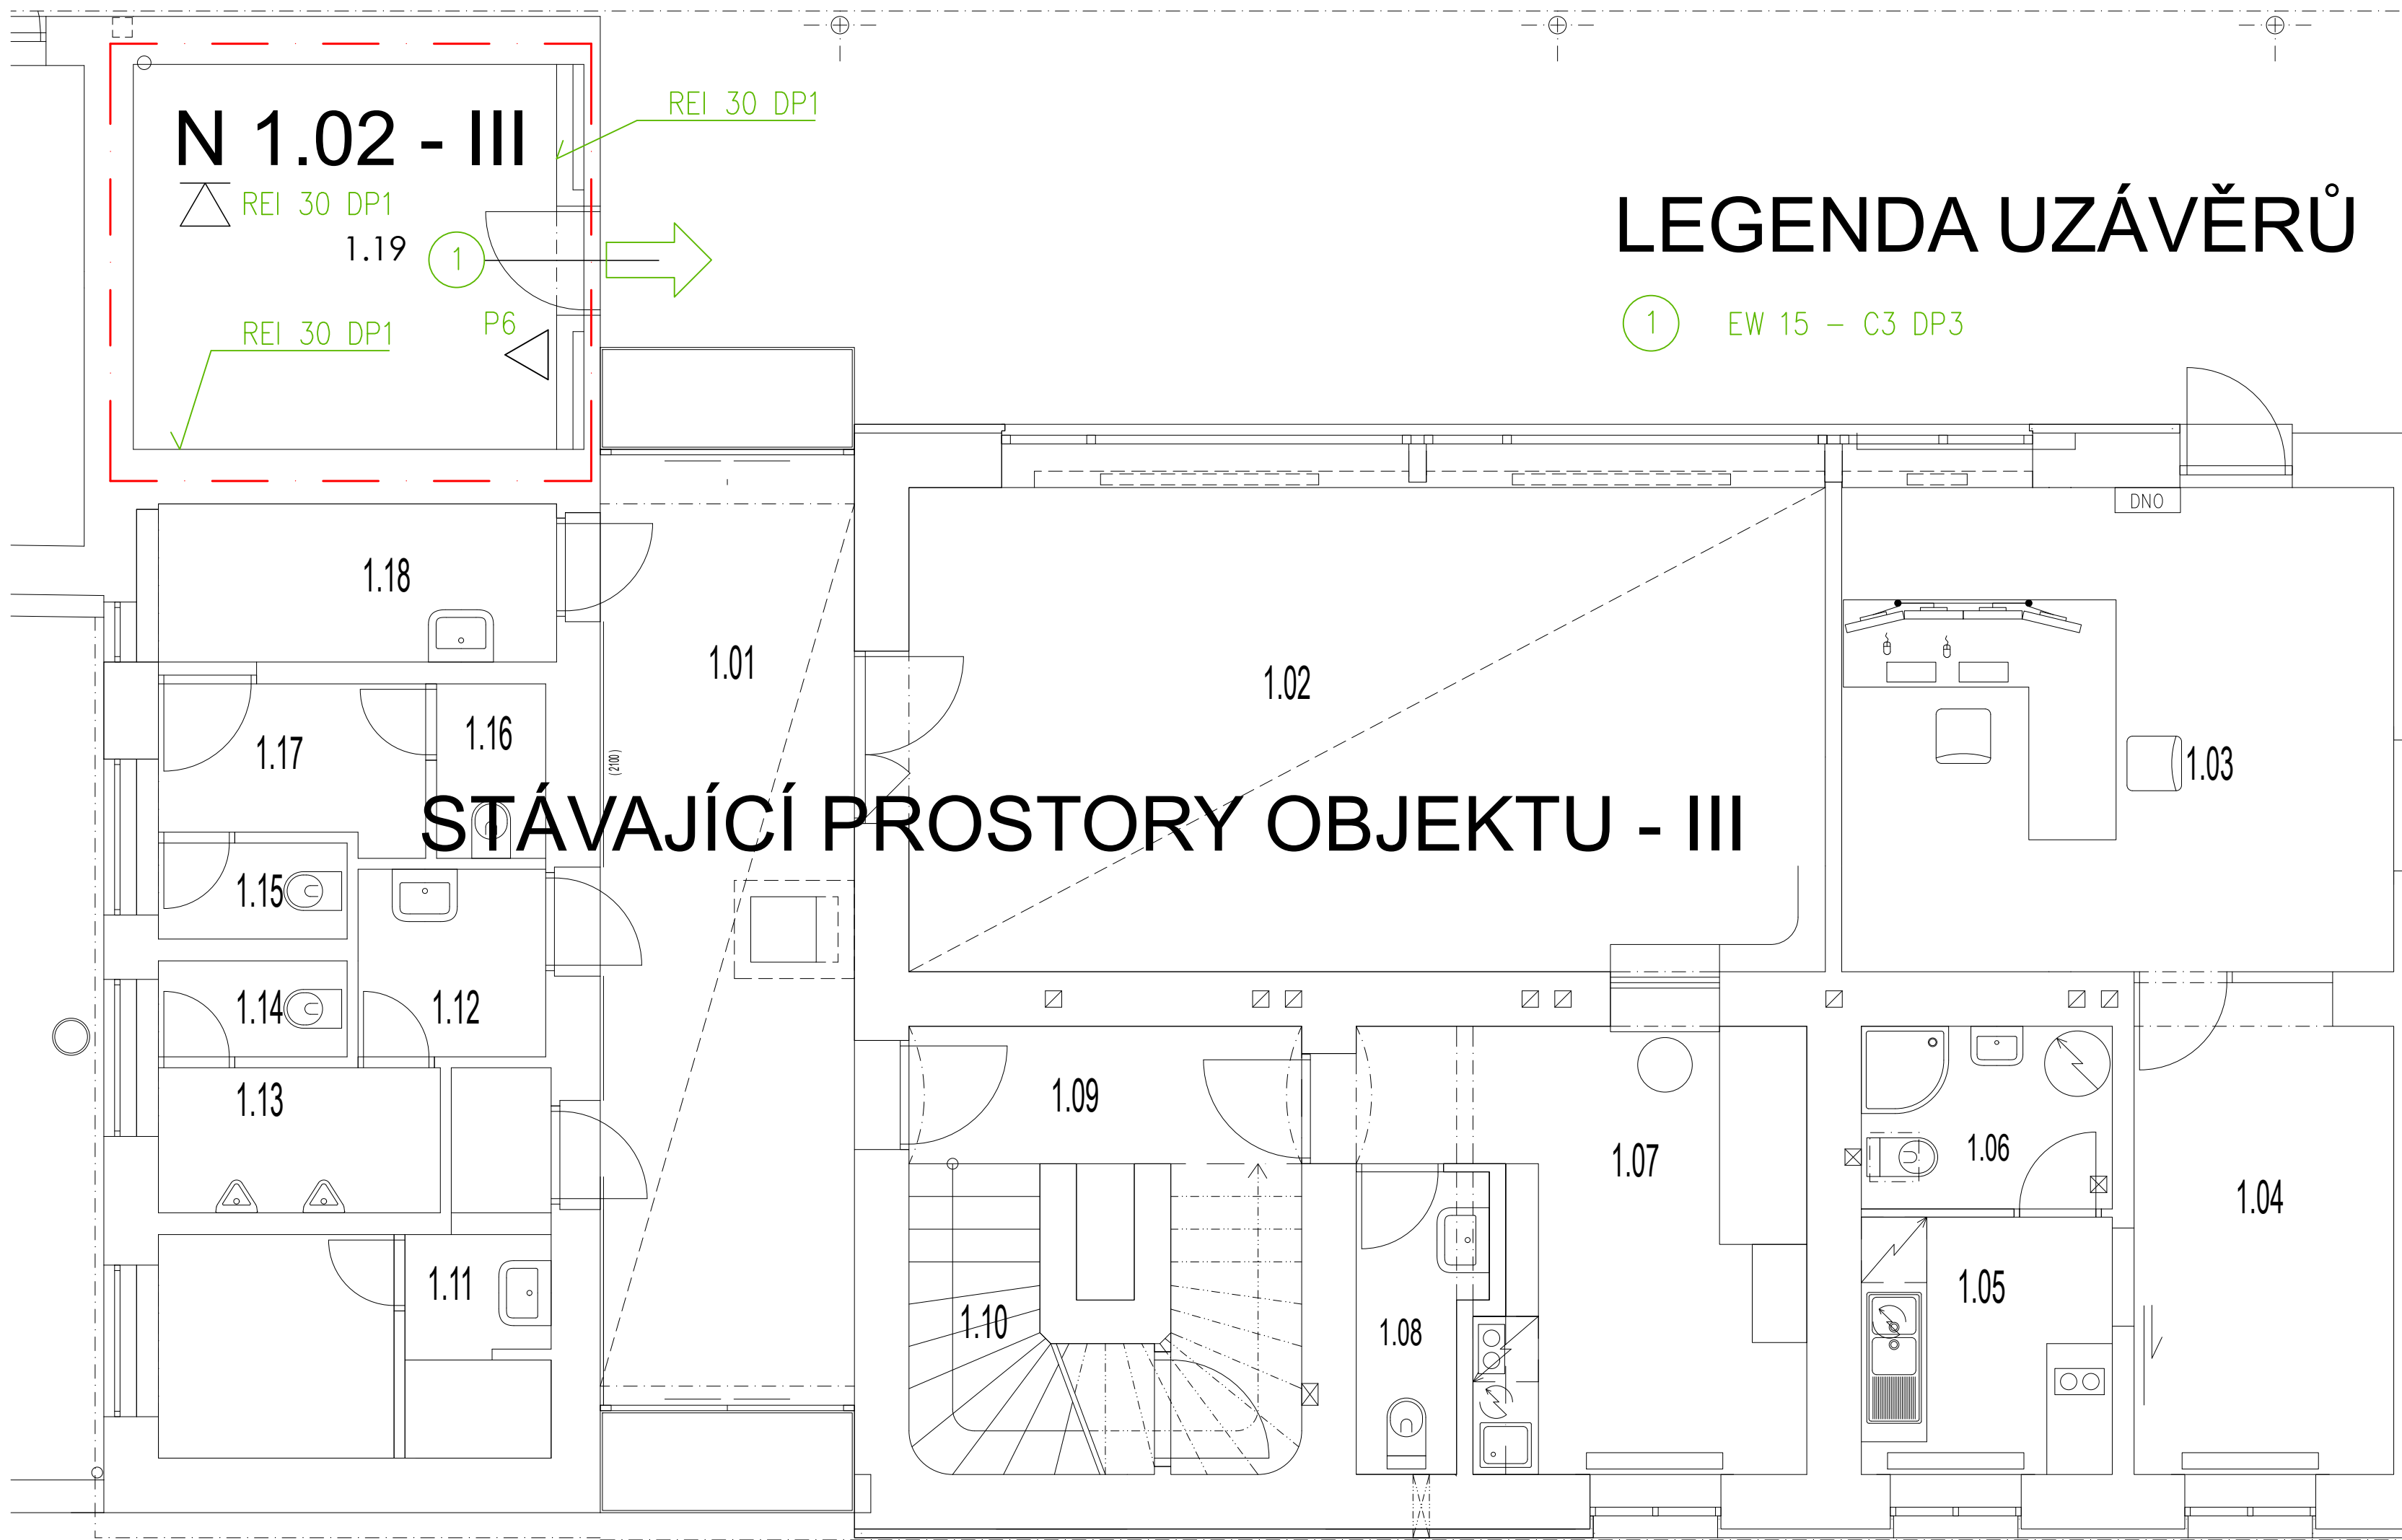 REI 30 DP1
N 1.02 - III
REI 30 DP1
1.19
1
REI 30 DP1
P6
LEGENDA UZÁVĚRŮ
1 EW 15 – C3 DP3
DNO
1.18
1.01
1.02
1.03
1.17
1.16
(2100)
STÁVAJÍCÍ PROSTORY OBJEKTU - III
1.15
1.14
1.12
1.13
1.09
1.07
1.06
1.04
1.11
1.10
1.08
1.05